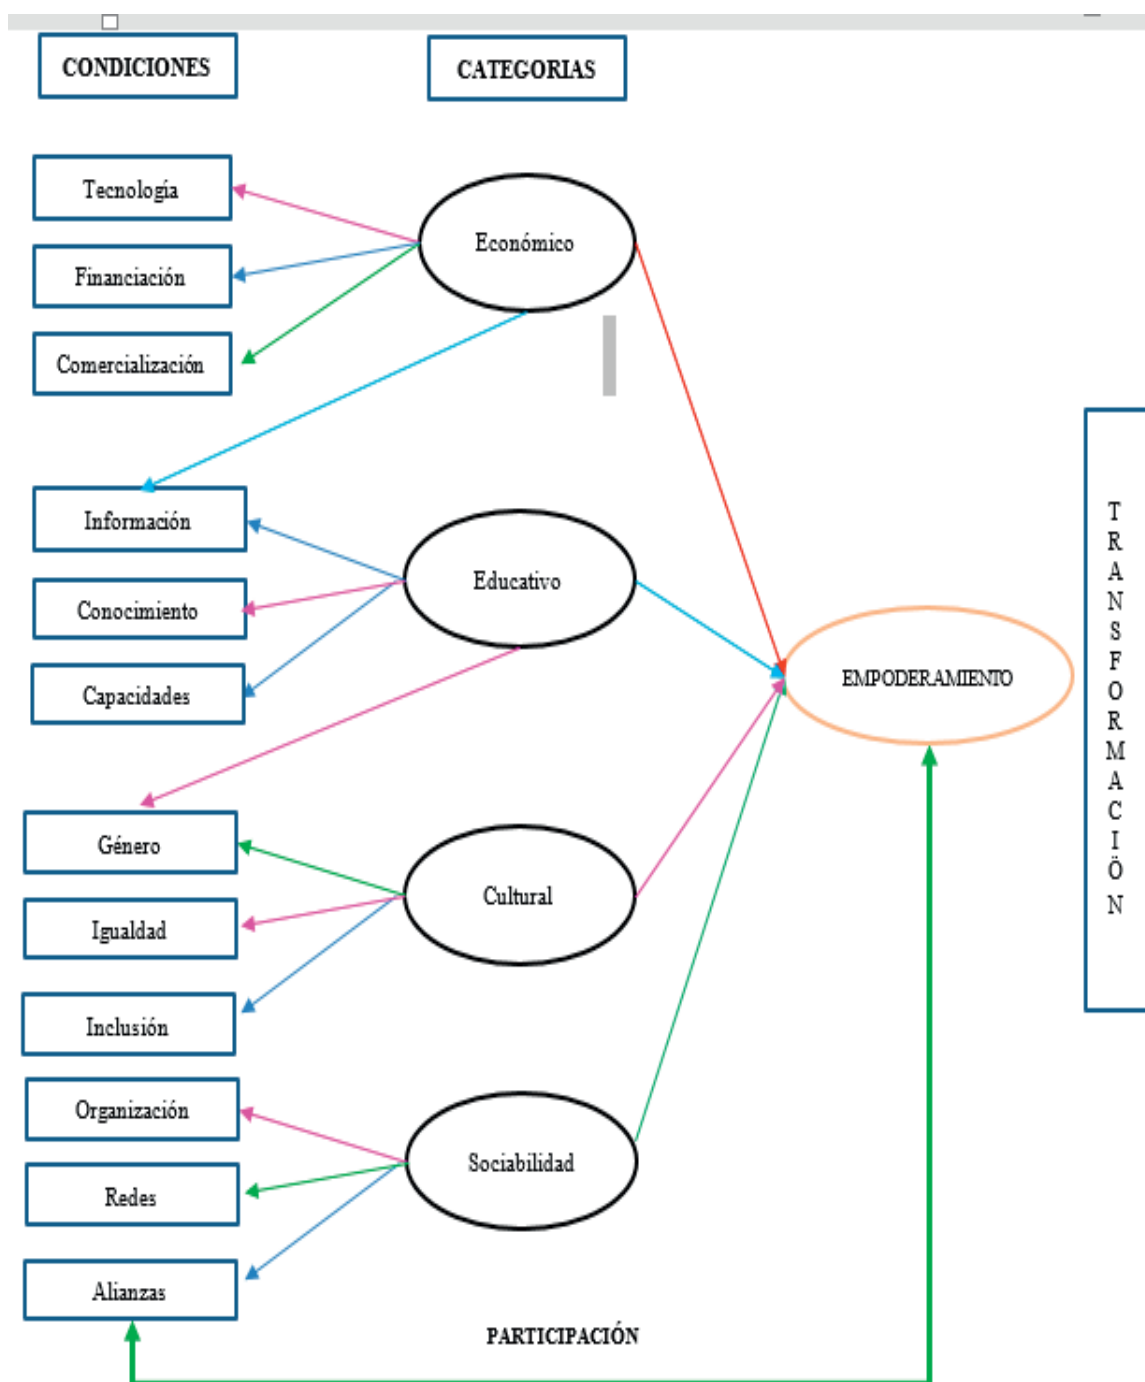 CONDICIONES
CATEGORIAS
Tecnología
Económico
Financiación
Comercialización
Información
Educativo
Conocimiento
Capacidades
EMPODERAMIENTO
TRANSFORMACIÖN
Género
Cultural
Igualdad
Inclusión
Organización
Sociabilidad
Redes
Alianzas
PARTICIPACIÓN